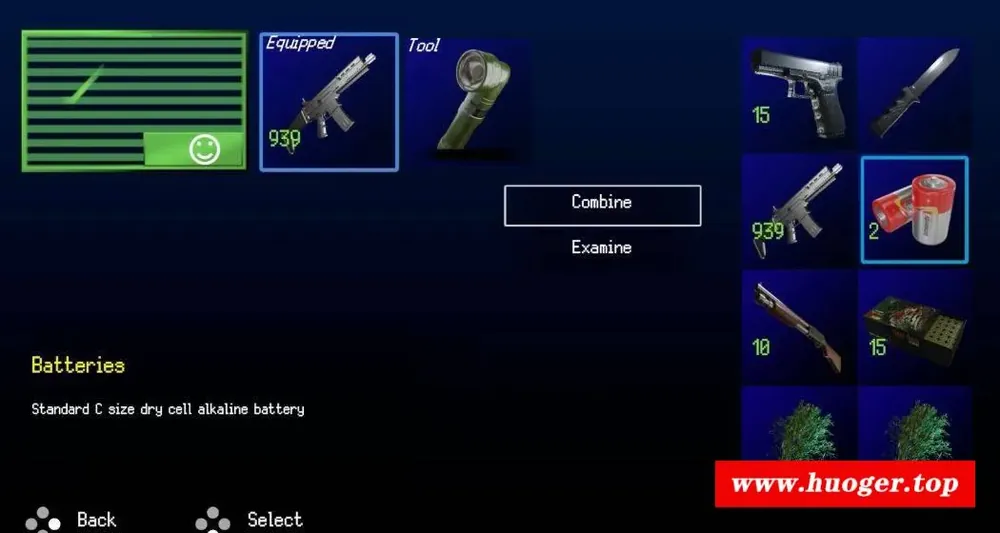 Equipped
Tool
939
15
Combine
939
2
Examine
10
15
Batteries
Standard C size dry cell alkaline battery
www.huoger.top
Back
Select